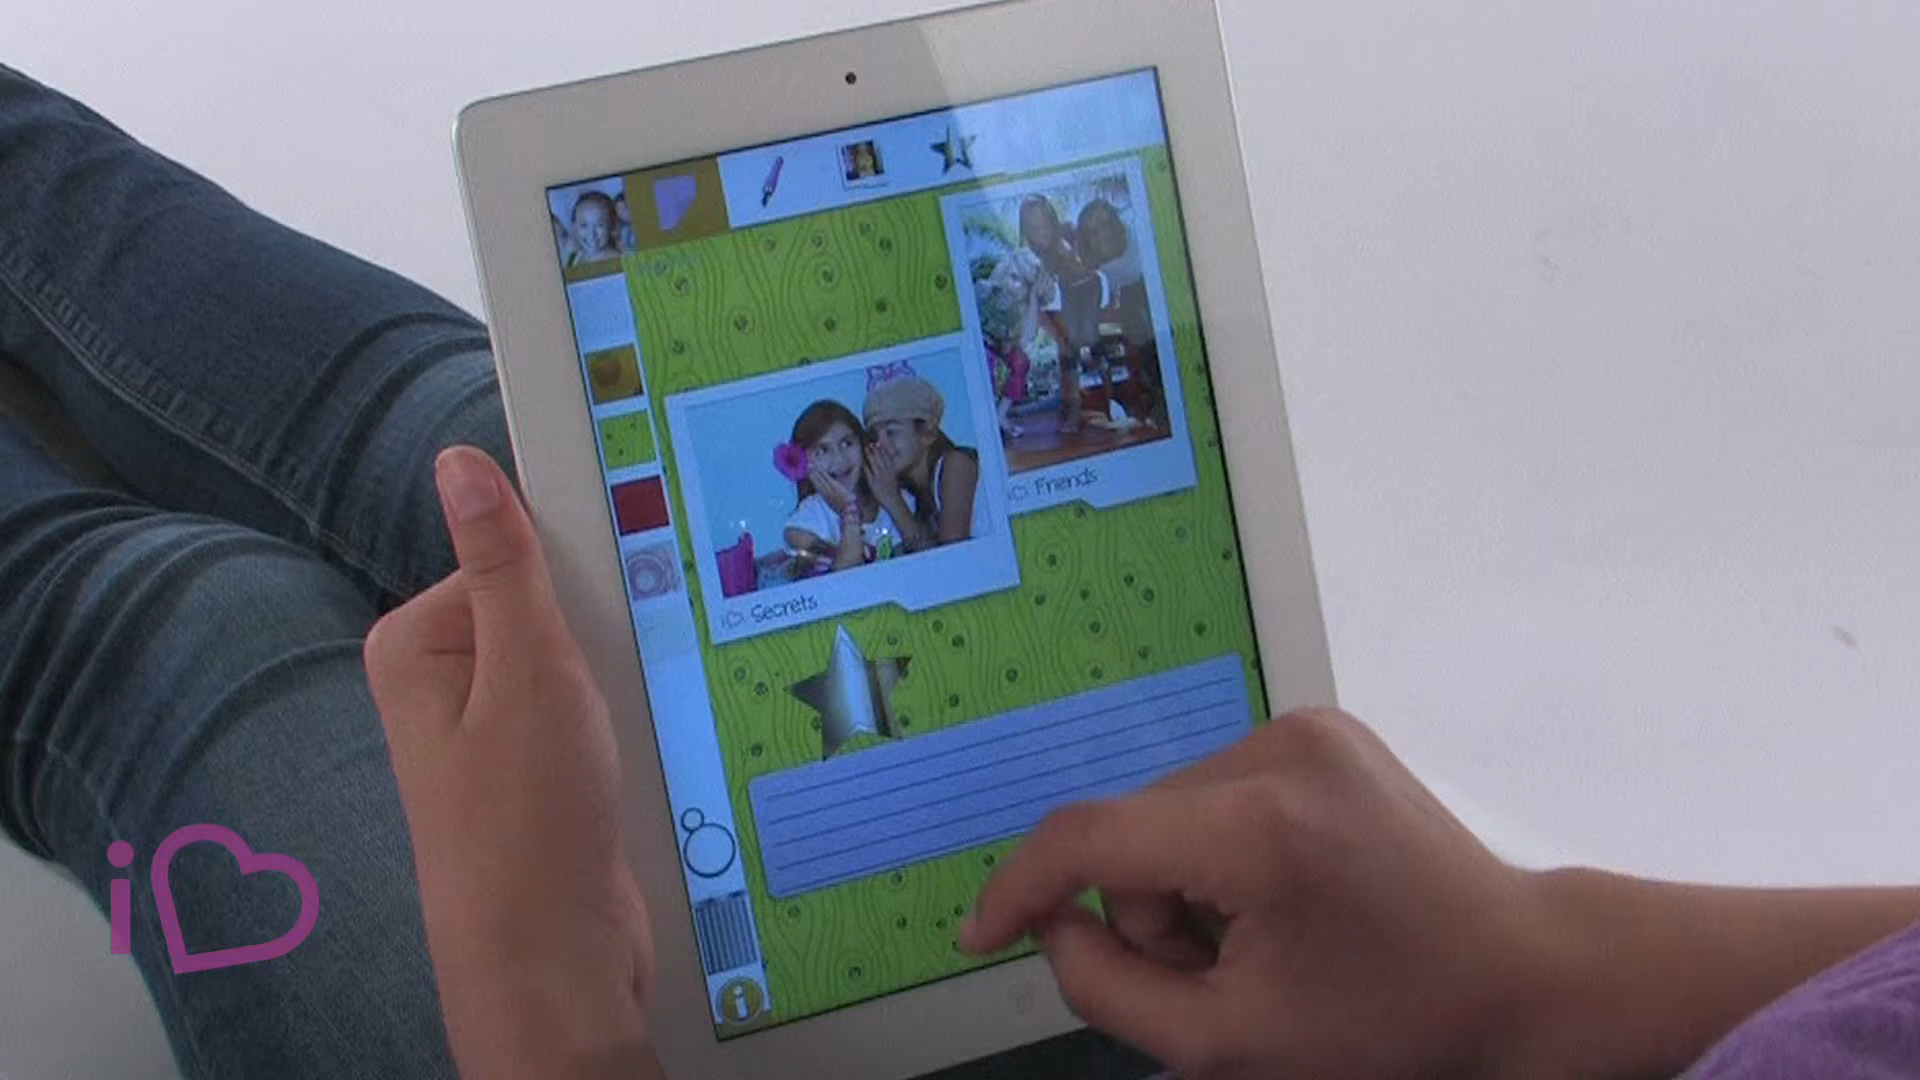 i♡ Friends
i♡ Secrets
i
i♡